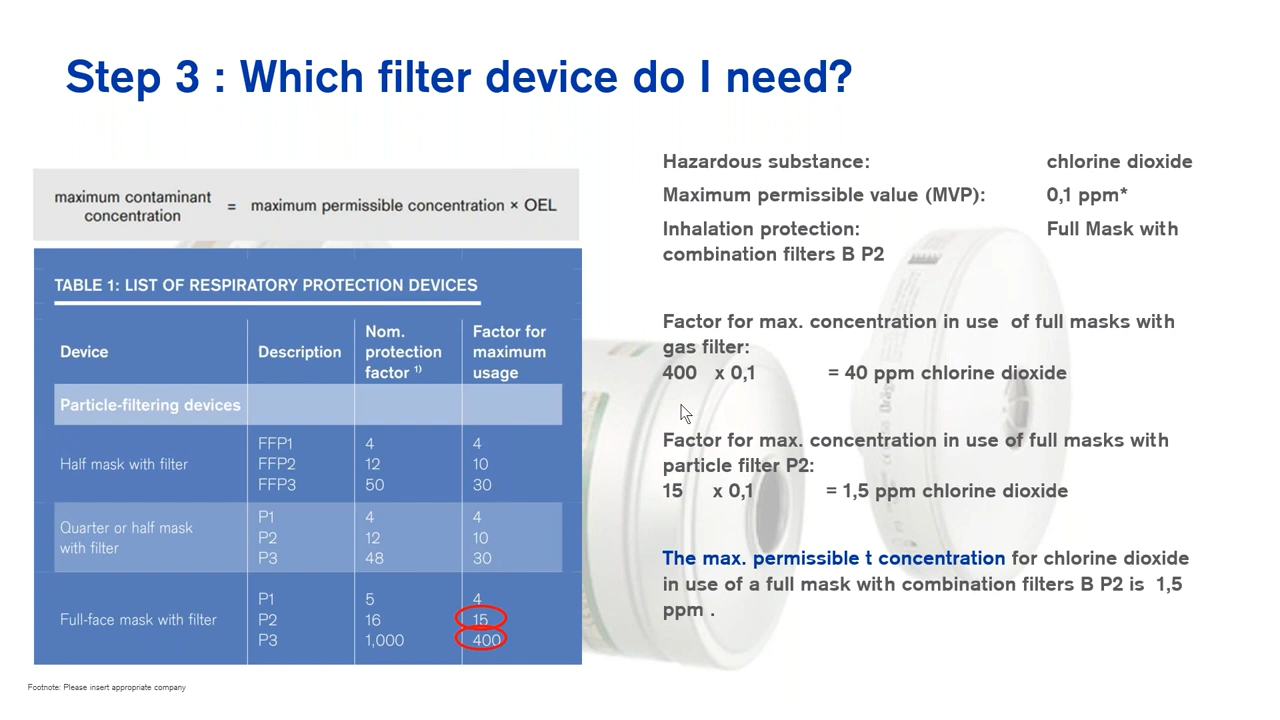 Step 3 : Which filter device do I need?
maximum contaminant
concentration
= maximum permissible concentration × OEL
TABLE 1: LIST OF RESPIRATORY PROTECTION DEVICES
Device Description Nom. protection factor 1) Factor for maximum usage
Particle-filtering devices
Half mask with filter
FFP1 4 4
FFP2 12 10
FFP3 50 30
Quarter or half mask
with filter
P1 4 4
P2 12 10
P3 48 30
Full-face mask with filter
P1 5 4
P2 16 15
P3 1,000 400
Hazardous substance: chlorine dioxide
Maximum permissible value (MVP): 0,1 ppm*
Inhalation protection: Full Mask with
combination filters B P2
Factor for max. concentration in use of full masks with
gas filter:
400 x 0,1 = 40 ppm chlorine dioxide
Factor for max. concentration in use of full masks with
particle filter P2:
15 x 0,1 = 1,5 ppm chlorine dioxide
The max. permissible t concentration for chlorine dioxide
in use of a full mask with combination filters B P2 is 1,5
ppm .
Footnote: Please insert appropriate company